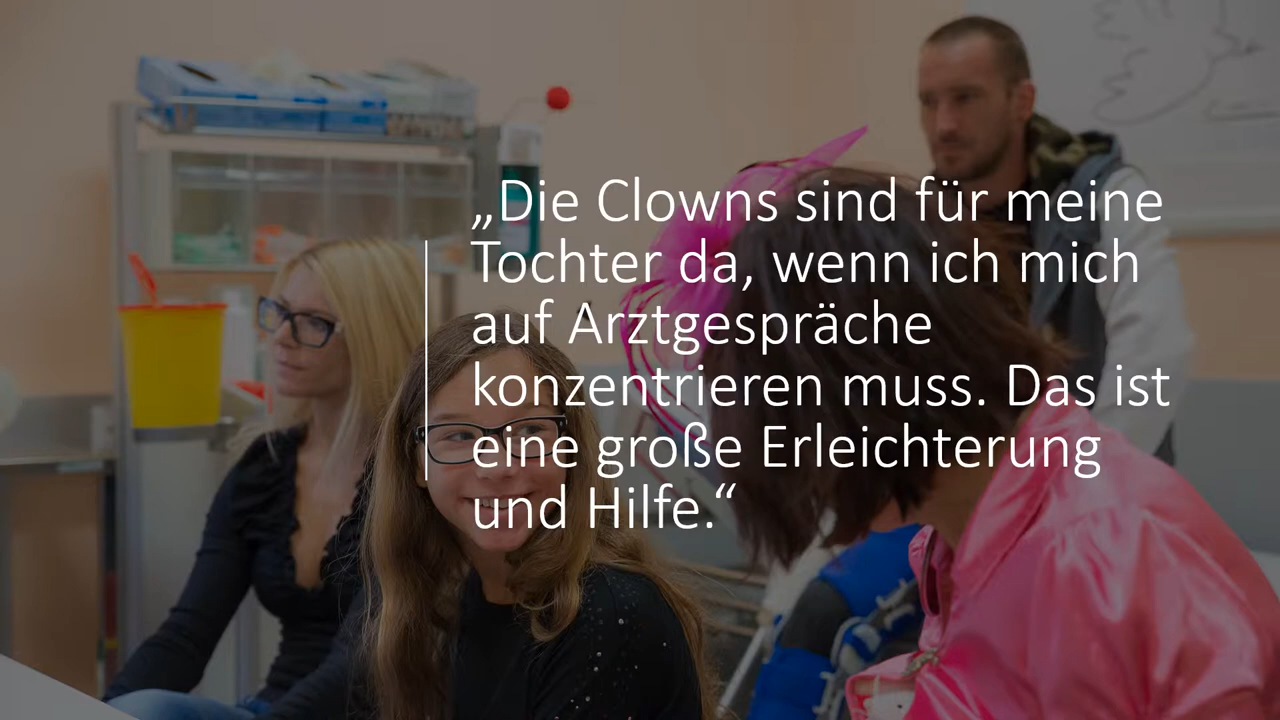 „Die Clowns sind für meine
Tochter da, wenn ich mich
auf Arztgespräche
konzentrieren muss. Das ist
eine große Erleichterung
und Hilfe.“